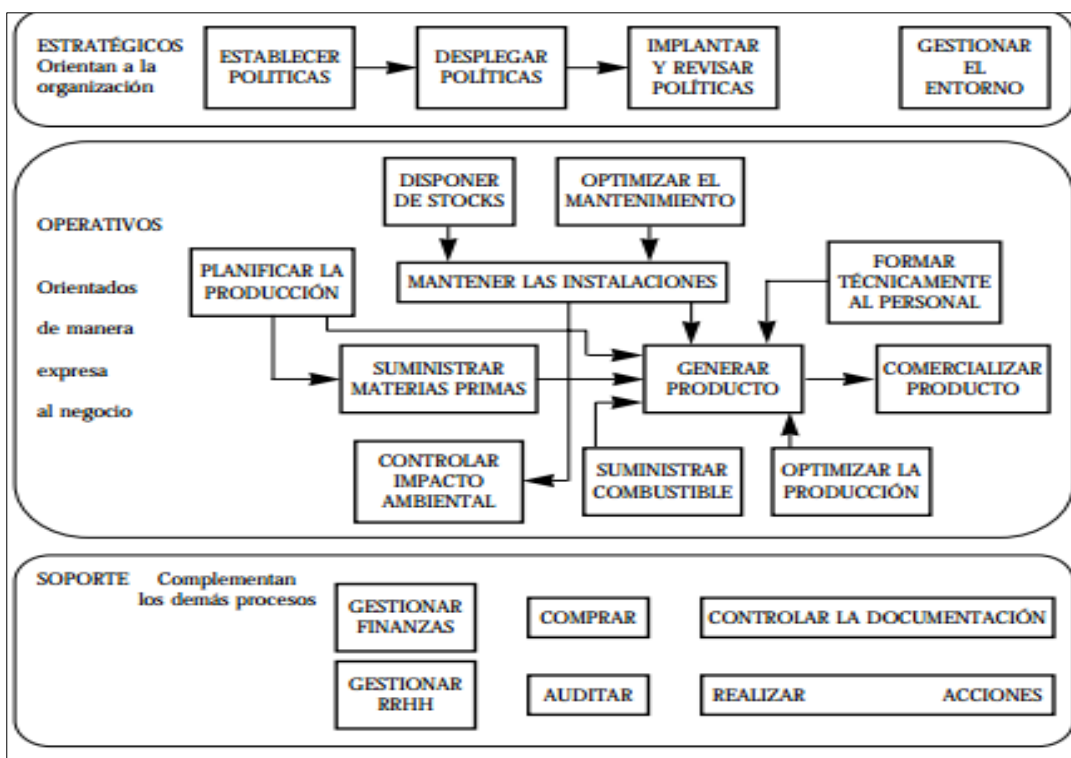 ESTRATÉGICOS
Orientan a la
organización
ESTABLECER
POLITICAS
DESPLEGAR
POLÍTICAS
IMPLANTAR
Y REVISAR
POLÍTICAS
GESTIONAR
EL
ENTORNO
OPERATIVOS
Orientados
de manera
expresa
al negocio
DISPONER
DE STOCKS
OPTIMIZAR EL
MANTENIMIENTO
PLANIFICAR LA
PRODUCCIÓN
MANTENER LAS INSTALACIONES
FORMAR
TÉCNICAMENTE
AL PERSONAL
SUMINISTRAR
MATERIAS PRIMAS
GENERAR
PRODUCTO
COMERCIALIZAR
PRODUCTO
CONTROLAR
IMPACTO
AMBIENTAL
SUMINISTRAR
COMBUSTIBLE
OPTIMIZAR LA
PRODUCCIÓN
SOPORTE Complementan
los demás procesos
GESTIONAR
FINANZAS
COMPRAR
CONTROLAR LA DOCUMENTACIÓN
GESTIONAR
RRHH
AUDITAR
REALIZAR ACCIONES